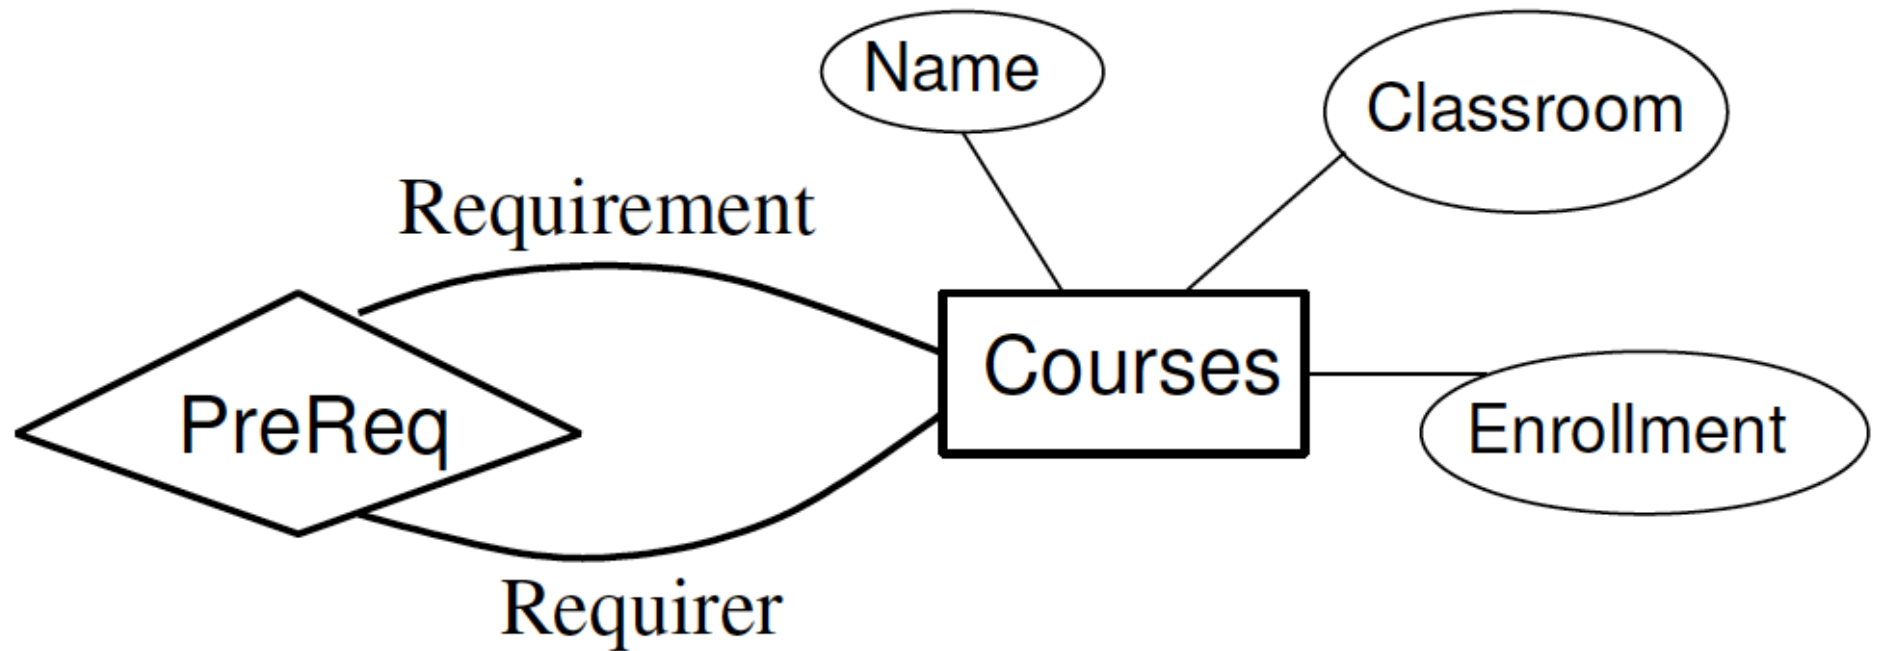 Name
Classroom
Requirement
Courses
PreReq
Enrollment
Requirer